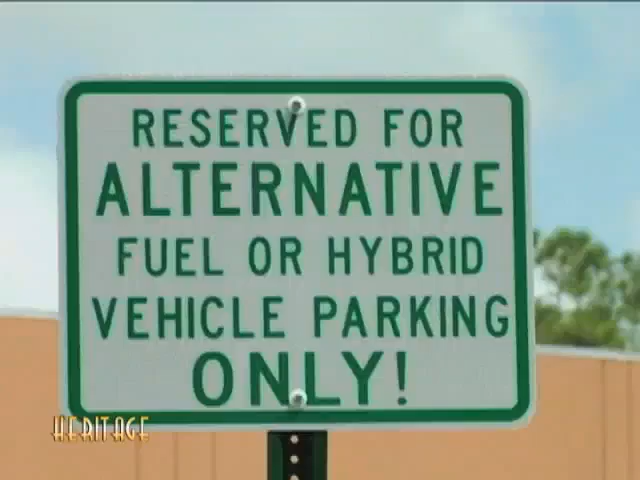 RESERVED FOR
ALTERNATIVE
FUEL OR HYBRID
VEHICLE PARKING
ONLY!
HERITAGE